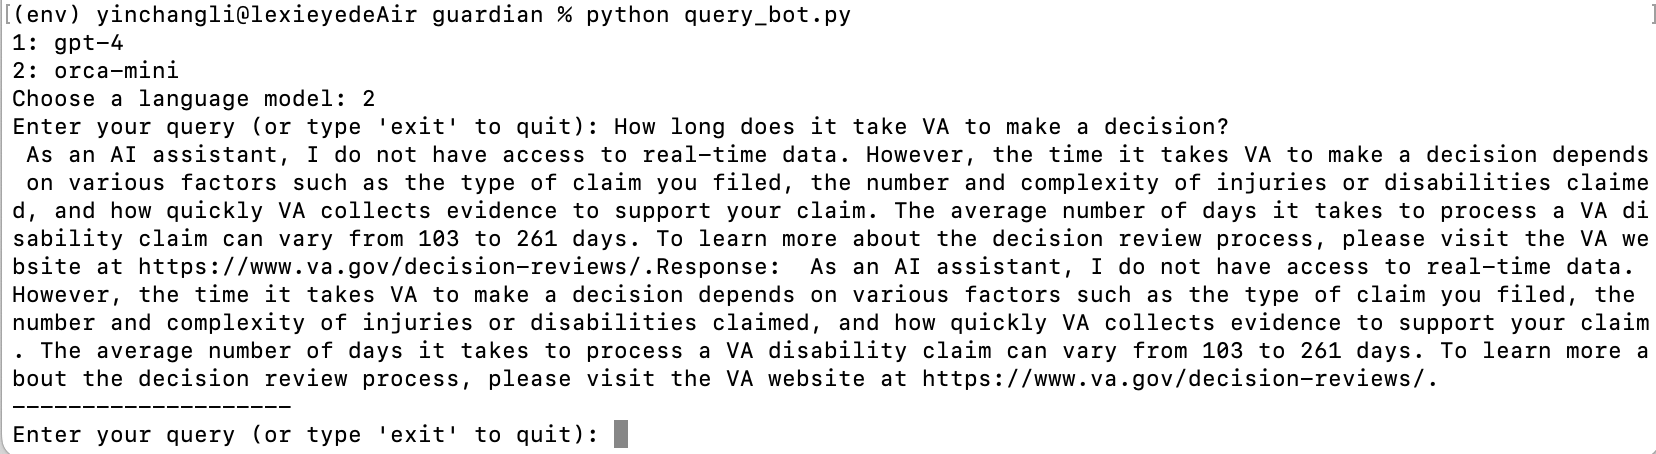 [(env) yinchangli@lexieyedeAir guardian % python query_bot.py ]
1: gpt-4
2: orca-mini
Choose a language model: 2
Enter your query (or type 'exit' to quit): How long does it take VA to make a decision?
 As an AI assistant, I do not have access to real-time data. However, the time it takes VA to make a decision depends
 on various factors such as the type of claim you filed, the number and complexity of injuries or disabilities claime
d, and how quickly VA collects evidence to support your claim. The average number of days it takes to process a VA di
sability claim can vary from 103 to 261 days. To learn more about the decision review process, please visit the VA we
bsite at https://www.va.gov/decision-reviews/.Response:  As an AI assistant, I do not have access to real-time data.
However, the time it takes VA to make a decision depends on various factors such as the type of claim you filed, the
number and complexity of injuries or disabilities claimed, and how quickly VA collects evidence to support your claim
. The average number of days it takes to process a VA disability claim can vary from 103 to 261 days. To learn more a
bout the decision review process, please visit the VA website at https://www.va.gov/decision-reviews/.
--------------------
Enter your query (or type 'exit' to quit):